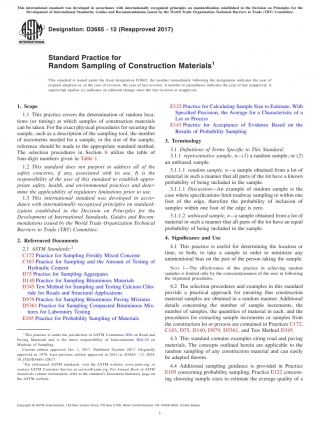 This international standard was developed in accordance with internationally recognized principles on standardization established in the Decision on Principles for the
Development of International Standards, Guides and Recommendations issued by the World Trade Organization Technical Barriers to Trade (TBT) Committee.
Designation: D3665 − 12 (Reapproved 2017)
INTERNATIONAL
Standard Practice for
Random Sampling of Construction Materials1
This standard is issued under the fixed designation D3665; the number immediately following the designation indicates the year of
original adoption or, in the case of revision, the year of last revision. A number in parentheses indicates the year of last reapproval. A
superscript epsilon (ε) indicates an editorial change since the last revision or reapproval.
1. Scope
1.1 This practice covers the determination of random loca-
tions (or timing) at which samples of construction materials
can be taken. For the exact physical procedures for securing the
sample, such as a description of the sampling tool, the number
of increments needed for a sample, or the size of the sample,
reference should be made to the appropriate standard method.
The selection procedures in Section 6 utilize the table of
four-digit numbers given in Table 1.
1.2 This standard does not purport to address all of the
safety concerns, if any, associated with its use. It is the
responsibility of the user of this standard to establish appro-
priate safety, health, and environmental practices and deter-
mine the applicability of regulatory limitations prior to use.
1.3 This international standard was developed in accor-
dance with internationally recognized principles on standard-
ization established in the Decision on Principles for the
Development of International Standards, Guides and Recom-
mendations issued by the World Trade Organization Technical
Barriers to Trade (TBT) Committee.
2. Referenced Documents
2.1 ASTM Standards:2
C172 Practice for Sampling Freshly Mixed Concrete
C183 Practice for Sampling and the Amount of Testing of
Hydraulic Cement
D75 Practice for Sampling Aggregates
D140 Practice for Sampling Bituminous Materials
D345 Test Method for Sampling and Testing Calcium Chlo-
ride for Roads and Structural Applications
D979 Practice for Sampling Bituminous Paving Mixtures
D5361 Practice for Sampling Compacted Bituminous Mix-
tures for Laboratory Testing
E105 Practice for Probability Sampling of Materials
1 This practice is under the jurisdiction of ASTM Committee D04 on Road and
Paving Materials and is the direct responsibility of Subcommittee D04.30 on
Methods of Sampling.
Current edition approved Oct. 1, 2017. Published October 2017. Originally
approved in 1978. Last previous edition approved in 2012 as D3665 – 12. DOI:
10.1520/D3665-12R17.
2 For referenced ASTM standards, visit the ASTM website, www.astm.org, or
contact ASTM Customer Service at service@astm.org. For Annual Book of ASTM
Standards volume information, refer to the standard's Document Summary page on
the ASTM website.
E122 Practice for Calculating Sample Size to Estimate, With
Specified Precision, the Average for a Characteristic of a
Lot or Process
E141 Practice for Acceptance of Evidence Based on the
Results of Probability Sampling
3. Terminology
3.1 Definitions of Terms Specific to This Standard:
3.1.1 representative sample, n—(1) a random sample; or (2)
an unbiased sample.
3.1.1.1 random sample, n—a sample obtained from a lot of
material in such a manner that all parts of the lot have a known
probability of being included in the sample.
3.1.1.1 Discussion—An example of random sample is the
case where specifications limit roadway sampling to within one
foot of the edge, therefore the probability of inclusion of
samples within one foot of the edge is zero.
3.1.1.2 unbiased sample, n—a sample obtained from a lot of
material in such a manner that all parts of the lot have an equal
probability of being included in the sample.
4. Significance and Use
4.1 This practice is useful for determining the location or
time, or both, to take a sample in order to minimize any
unintentional bias on the part of the person taking the sample.
NOTE 1—The effectiveness of this practice in achieving random
samples is limited only by the conscientiousness of the user in following
the stipulated procedures.
4.2 The selection procedures and examples in this standard
provide a practical approach for ensuring that construction
material samples are obtained in a random manner. Additional
details concerning the number of sample increments, the
number of samples, the quantities of material in each, and the
procedures for extracting sample increments or samples from
the construction lot or process are contained in Practices C172,
C183, D75, D140, D979, D5361, and Test Method D345.
4.3 This standard contains examples citing road and paving
materials. The concepts outlined herein are applicable to the
random sampling of any construction material and can easily
be adapted thereto.
4.4 Additional sampling guidance is provided in Practice
E105 concerning probability sampling, Practice E122 concern-
ing choosing sample sizes to estimate the average quality of a
Copyright © ASTM International, 100 Barr Harbor Drive, PO Box C700, West Conshohocken, PA 19428-2959. United States
1